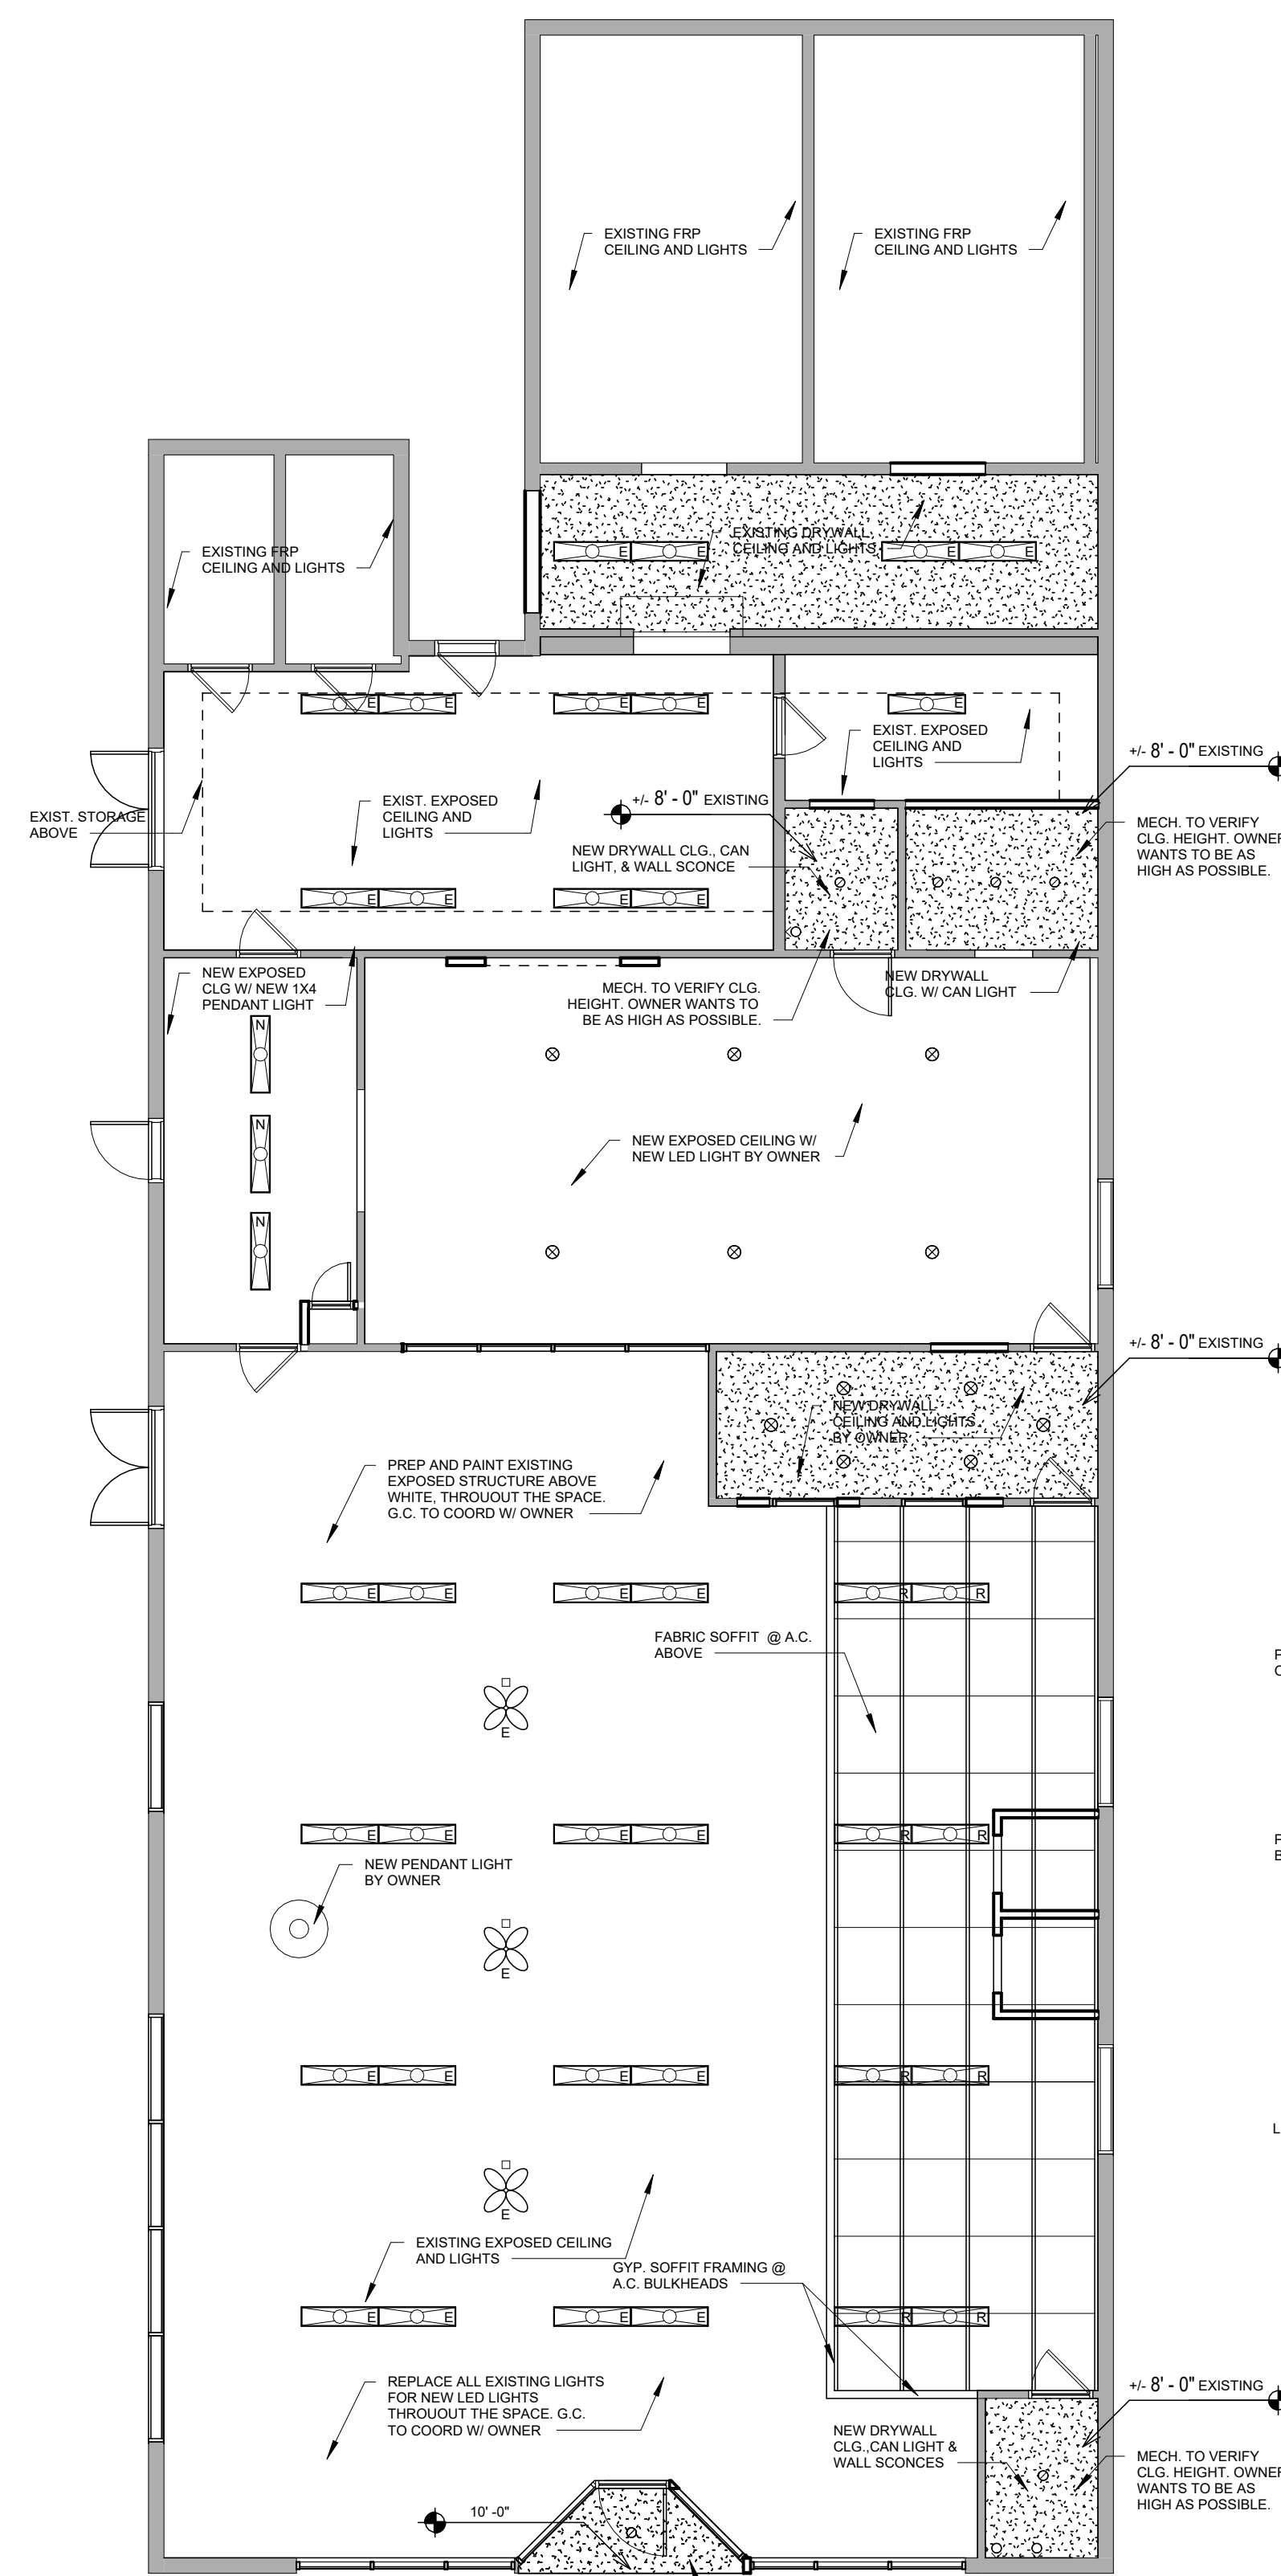 EXISTING FRP
CEILING AND LIGHTS
EXISTING FRP
CEILING AND LIGHTS
EXISTING FRP
CEILING AND LIGHTS
EXISTING DRYWALL
CEILING AND LIGHTS
E
E
E
E
E
E
E
E
E
EXIST. EXPOSED
CEILING AND
LIGHTS
+/- 8' - 0" EXISTING
EXIST. STORAGE
ABOVE
EXIST. EXPOSED
CEILING AND
LIGHTS
+/- 8' - 0" EXISTING
NEW DRYWALL CLG., CAN
LIGHT, & WALL SCONCE
MECH. TO VERIFY
CLG. HEIGHT. OWNER
WANTS TO BE AS
HIGH AS POSSIBLE.
E
E
E
E
NEW EXPOSED
CLG W/ NEW 1X4
PENDANT LIGHT
MECH. TO VERIFY CLG.
HEIGHT. OWNER WANTS TO
BE AS HIGH AS POSSIBLE.
NEW DRYWALL
CLG. W/ CAN LIGHT
N
N
N
NEW EXPOSED CEILING W/
NEW LED LIGHT BY OWNER
+/- 8' - 0" EXISTING
NEW DRYWALL
CEILING AND LIGHTS
BY OWNER
PREP AND PAINT EXISTING
EXPOSED STRUCTURE ABOVE
WHITE, THROUOUT THE SPACE.
G.C. TO COORD W/ OWNER
E
E
E
E
R
R
FABRIC SOFFIT @ A.C.
ABOVE
P
C
E
E
E
E
E
R
R
P
B
NEW PENDANT LIGHT
BY OWNER
E
E
E
E
E
R
R
L
E
EXISTING EXPOSED CEILING
AND LIGHTS
GYP. SOFFIT FRAMING @
A.C. BULKHEADS
E
E
E
E
R
R
REPLACE ALL EXISTING LIGHTS
FOR NEW LED LIGHTS
THROUOUT THE SPACE. G.C.
TO COORD W/ OWNER
+/- 8' - 0" EXISTING
NEW DRYWALL
CLG.,CAN LIGHT &
WALL SCONCES
MECH. TO VERIFY
CLG. HEIGHT. OWNER
WANTS TO BE AS
HIGH AS POSSIBLE.
10' -0"